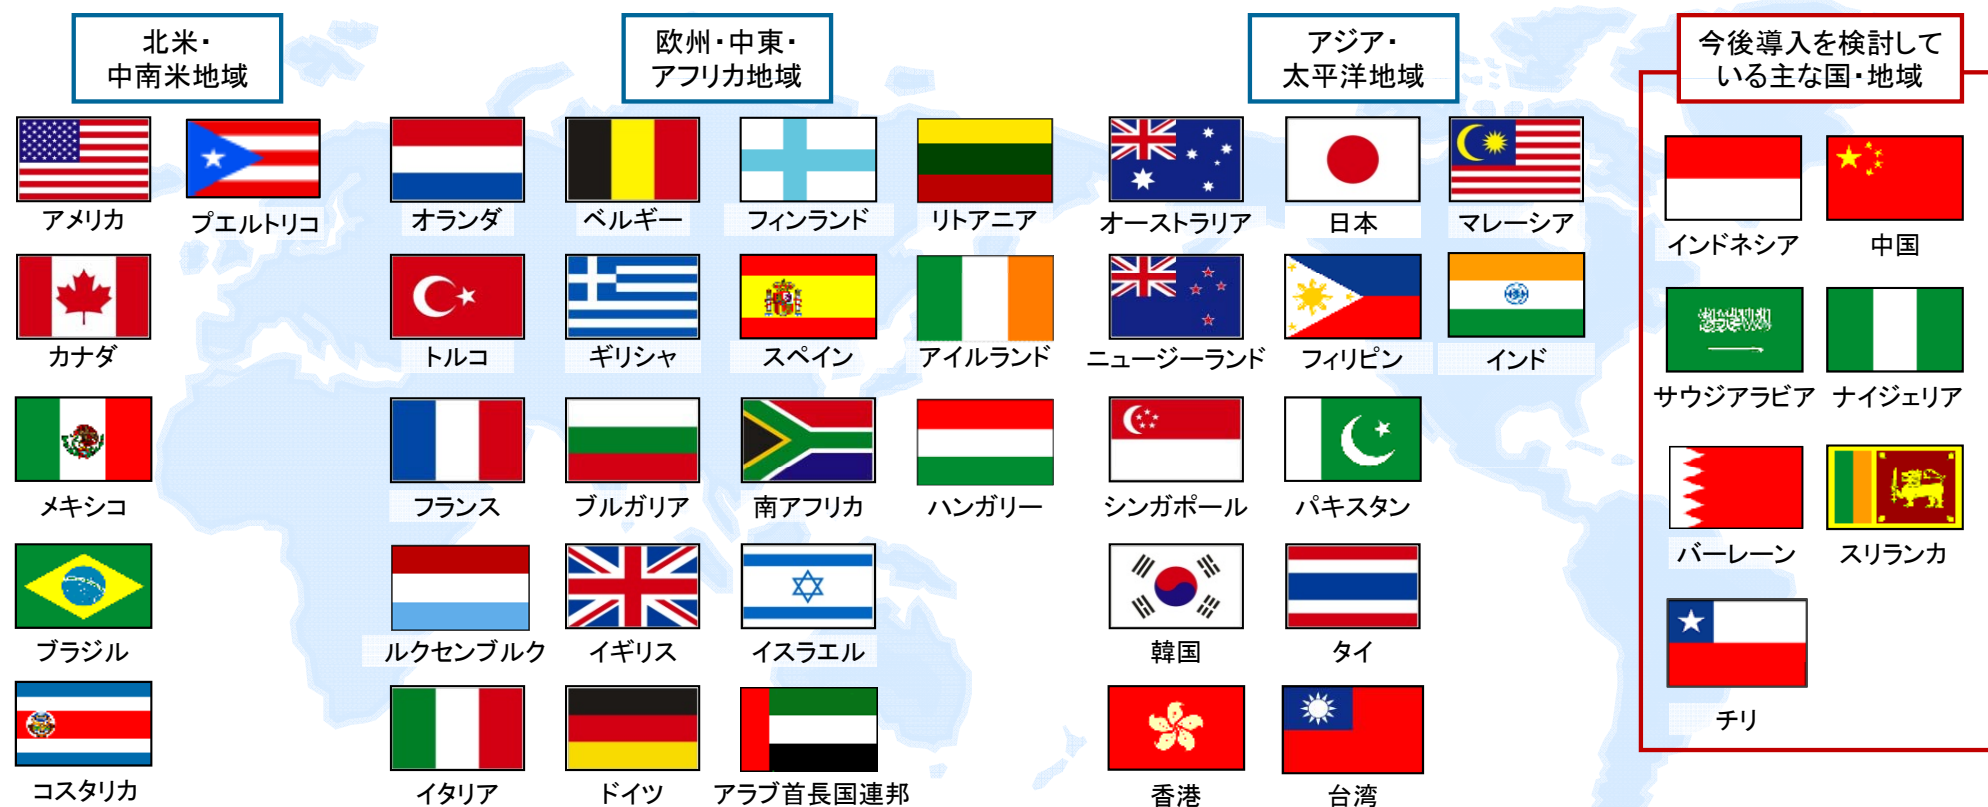 北米・
中南米地域
欧州・中東・
アフリカ地域
アジア・
太平洋地域
今後導入を検討して
いる主な国・地域
アメリカ
プエルトリコ
オランダ
ベルギー
フィンランド
リトアニア
オーストラリア
日本
マレーシア
インドネシア
中国
カナダ
トルコ
ギリシャ
スペイン
アイルランド
ニュージーランド
フィリピン
インド
サウジアラビア
ナイジェリア
メキシコ
フランス
ブルガリア
南アフリカ
ハンガリー
シンガポール
パキスタン
バーレーン
スリランカ
ブラジル
ルクセンブルク
イギリス
イスラエル
韓国
タイ
チリ
コスタリカ
イタリア
ドイツ
アラブ首長国連邦
香港
台湾